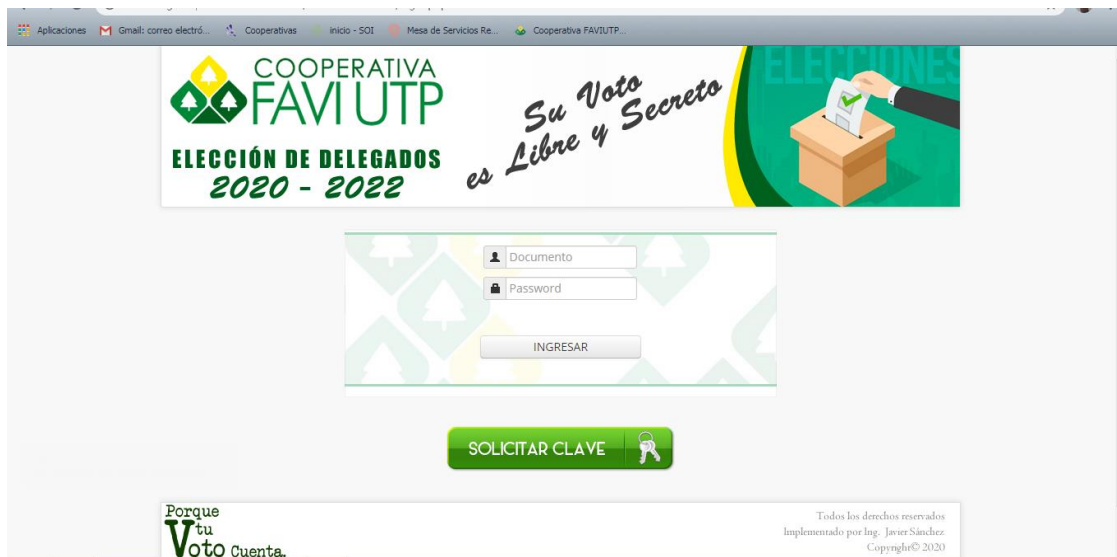 Aplicaciones
Gmail: correo electró...
Cooperativas
Inicio - SOI
Mesa de Servicios Re...
Cooperativa FAVIUTP...
COOPERATIVA
FAVI UTP
ELECCIÓN DE DELEGADOS
2020 - 2022
Su Voto
es Libre y Secreto
ELECCIONES
Documento
Password
INGRESAR
SOLICITAR CLAVE
Porque
tu
Voto cuenta.
Todos los derechos reservados
Implementado por Ing. Javier Sánchez
Copyright© 2020